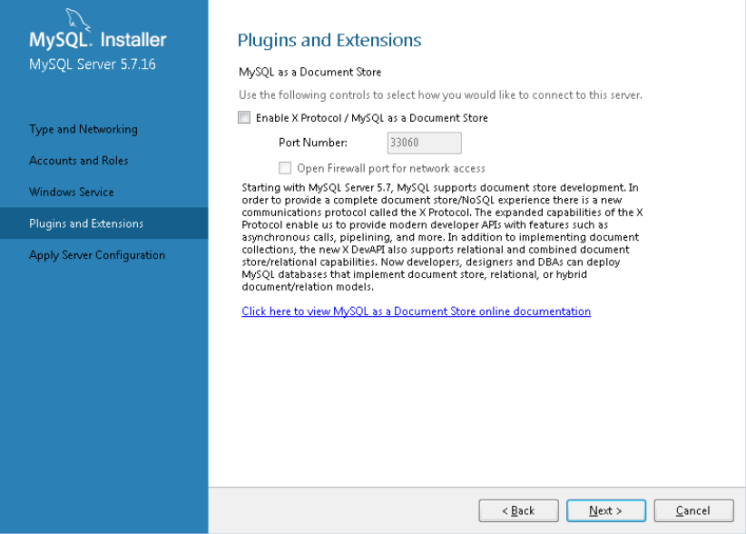 MySQL. Installer
MySQL Server 5.7.16
Type and Networking
Accounts and Roles
Windows Service
Plugins and Extensions
Apply Server Configuration
Plugins and Extensions
MySQL as a Document Store
Use the following controls to select how you would like to connect to this server.
Enable X Protocol / MySQL as a Document Store
Port Number: 33060
Open Firewall port for network access
Starting with MySQL Server 5.7, MySQL supports document store development. In
order to provide a complete document store/NoSQL experience there is a new
communications protocol called the X Protocol. The expanded capabilities of the X
Protocol enable us to provide modern developer APIs with features such as
asynchronous calls, pipelining, and more. In addition to implementing document
collections, the new X DevAPI also supports relational and combined document
store/relational capabilities. Now developers, designers and DBAs can deploy
MySQL databases that implement document store, relational, or hybrid
document/relation models.
Click here to view MySQL as a Document Store online documentation
< Back
Next >
Cancel